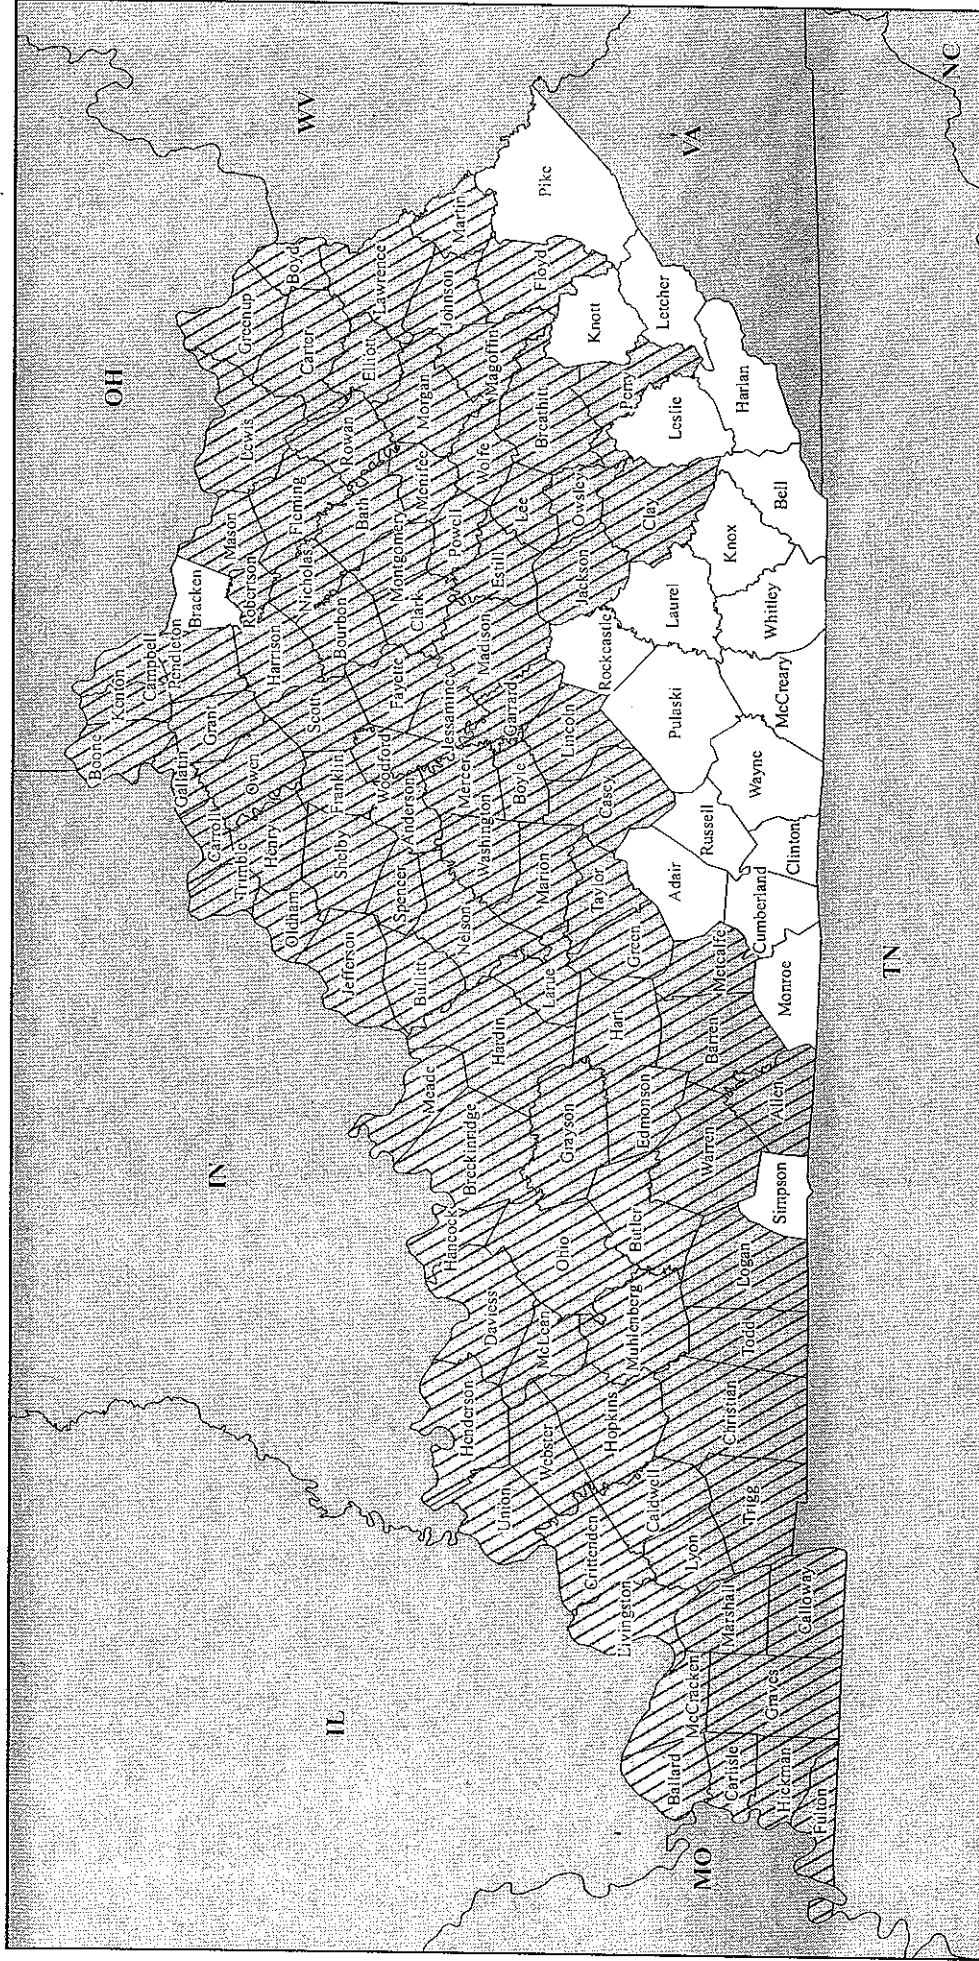 OH
WV
VA
NC
IN
IL
MO
TN
Boone
Kenton
Campbell
Pendleton
Bracken
Gallatin
Grant
Carroll
Owen
Trimble
Henry
Harrison
Robertson
Mason
Lewis
Greenup
Boyd
Carter
Fleming
Nicholas
Rowan
Elliott
Lawrence
Oldham
Shelby
Franklin
Scott
Bourbon
Bath
Jefferson
Spencer
Anderson
Woodford
Fayette
Clark
Montgomery
Menifee
Morgan
Johnson
Martin
Bullitt
Nelson
Washington
Mercer
Jessamine
Madison
Estill
Powell
Wolfe
Magoffin
Floyd
Pike
Meade
Breckinridge
Hardin
Larue
Marion
Boyle
Garrard
Lincoln
Rockcastle
Jackson
Lee
Owsley
Breathitt
Knott
Perry
Letcher
Hancock
Daviess
Henderson
Union
Webster
McLean
Ohio
Grayson
Hart
Green
Taylor
Casey
Adair
Russell
Pulaski
Laurel
Clay
Leslie
Harlan
Knox
Bell
Whitley
McCreary
Wayne
Clinton
Cumberland
Monroe
Metcalfe
Barren
Edmonson
Warren
Allen
Simpson
Butler
Logan
Muhlenberg
Todd
Hopkins
Christian
Caldwell
Trigg
Crittenden
Livingston
Lyon
Marshall
Calloway
McCracken
Graves
Ballard
Carlisle
Hickman
Fulton